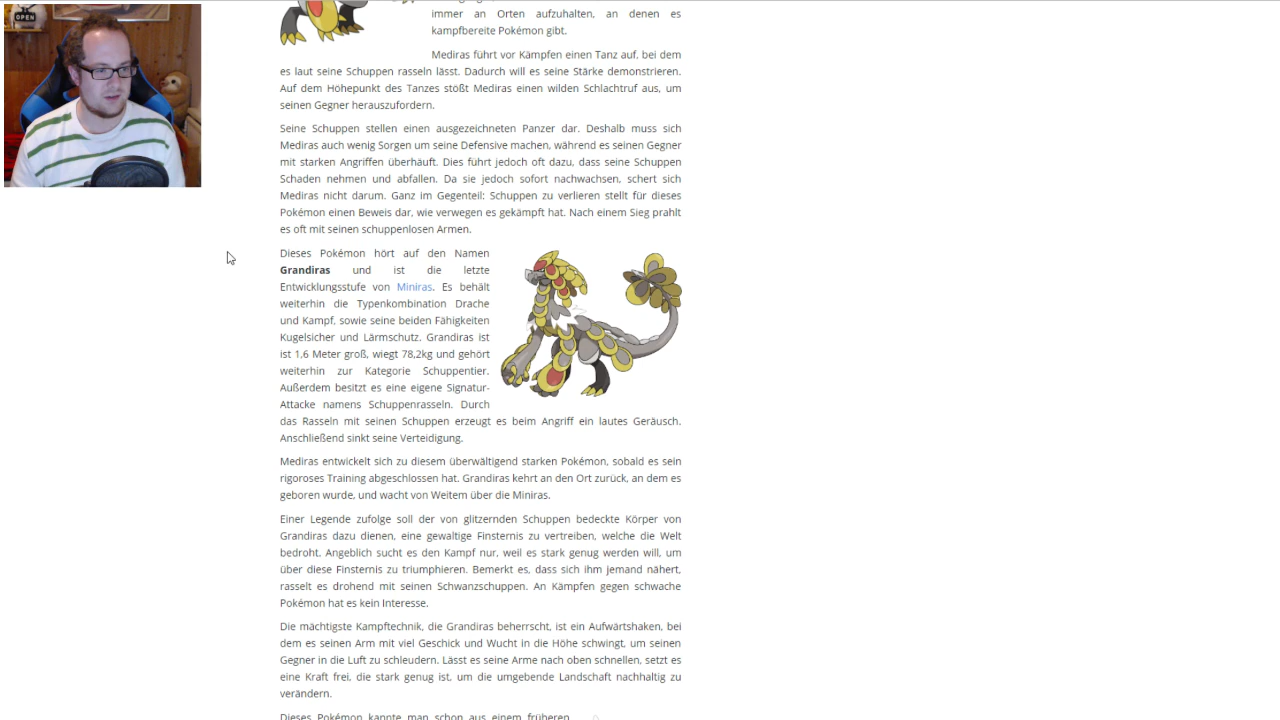 OPEN
immer an Orten aufzuhalten, an denen es
kampfbereite Pokémon gibt.
Mediras führt vor Kämpfen einen Tanz auf, bei dem
es laut seine Schuppen rasseln lässt. Dadurch will es seine Stärke demonstrieren.
Auf dem Höhepunkt des Tanzes stößt Mediras einen wilden Schlachtruf aus, um
seinen Gegner herauszufordern.
Seine Schuppen stellen einen ausgezeichneten Panzer dar. Deshalb muss sich
Mediras auch wenig Sorgen um seine Defensive machen, während es seinen Gegner
mit starken Angriffen überhäuft. Dies führt jedoch oft dazu, dass seine Schuppen
Schaden nehmen und abfallen. Da sie jedoch sofort nachwachsen, schert sich
Mediras nicht darum. Ganz im Gegenteil: Schuppen zu verlieren stellt für dieses
Pokémon einen Beweis dar, wie verwegen es gekämpft hat. Nach einem Sieg prahlt
es oft mit seinen schuppenlosen Armen.
Dieses Pokémon hört auf den Namen
Grandiras und ist die letzte
Entwicklungsstufe von Miniras. Es behält
weiterhin die Typenkombination Drache
und Kampf, sowie seine beiden Fähigkeiten
Kugelsicher und Lärmschutz. Grandiras ist
ist 1,6 Meter groß, wiegt 78,2kg und gehört
weiterhin zur Kategorie Schuppentier.
Außerdem besitzt es eine eigene Signatur-
Attacke namens Schuppenrasseln. Durch
das Rasseln mit seinen Schuppen erzeugt es beim Angriff ein lautes Geräusch.
Anschließend sinkt seine Verteidigung.
Mediras entwickelt sich zu diesem überwältigend starken Pokémon, sobald es sein
rigoroses Training abgeschlossen hat. Grandiras kehrt an den Ort zurück, an dem es
geboren wurde, und wacht von Weitem über die Miniras.
Einer Legende zufolge soll der von glitzernden Schuppen bedeckte Körper von
Grandiras dazu dienen, eine gewaltige Finsternis zu vertreiben, welche die Welt
bedroht. Angeblich sucht es den Kampf nur, weil es stark genug werden will, um
über diese Finsternis zu triumphieren. Bemerkt es, dass sich ihm jemand nähert,
rasselt es drohend mit seinen Schwanzschuppen. An Kämpfen gegen schwache
Pokémon hat es kein Interesse.
Die mächtigste Kampftechnik, die Grandiras beherrscht, ist ein Aufwärtshaken, bei
dem es seinen Arm mit viel Geschick und Wucht in die Höhe schwingt, um seinen
Gegner in die Luft zu schleudern. Lässt es seine Arme nach oben schnellen, setzt es
eine Kraft frei, die stark genug ist, um die umgebende Landschaft nachhaltig zu
verändern.
Dieses Pokémon kannte man schon aus einem früheren